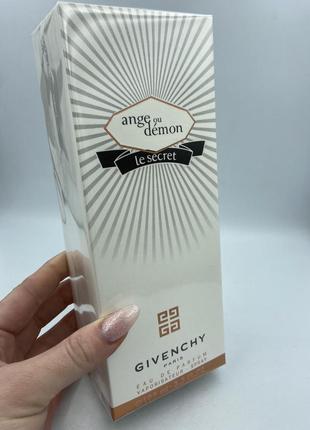 ange ou
démon
le secret
GIVENCHY
PARIS
EAU DE PARFUM
VAPORISATEUR SPRAY